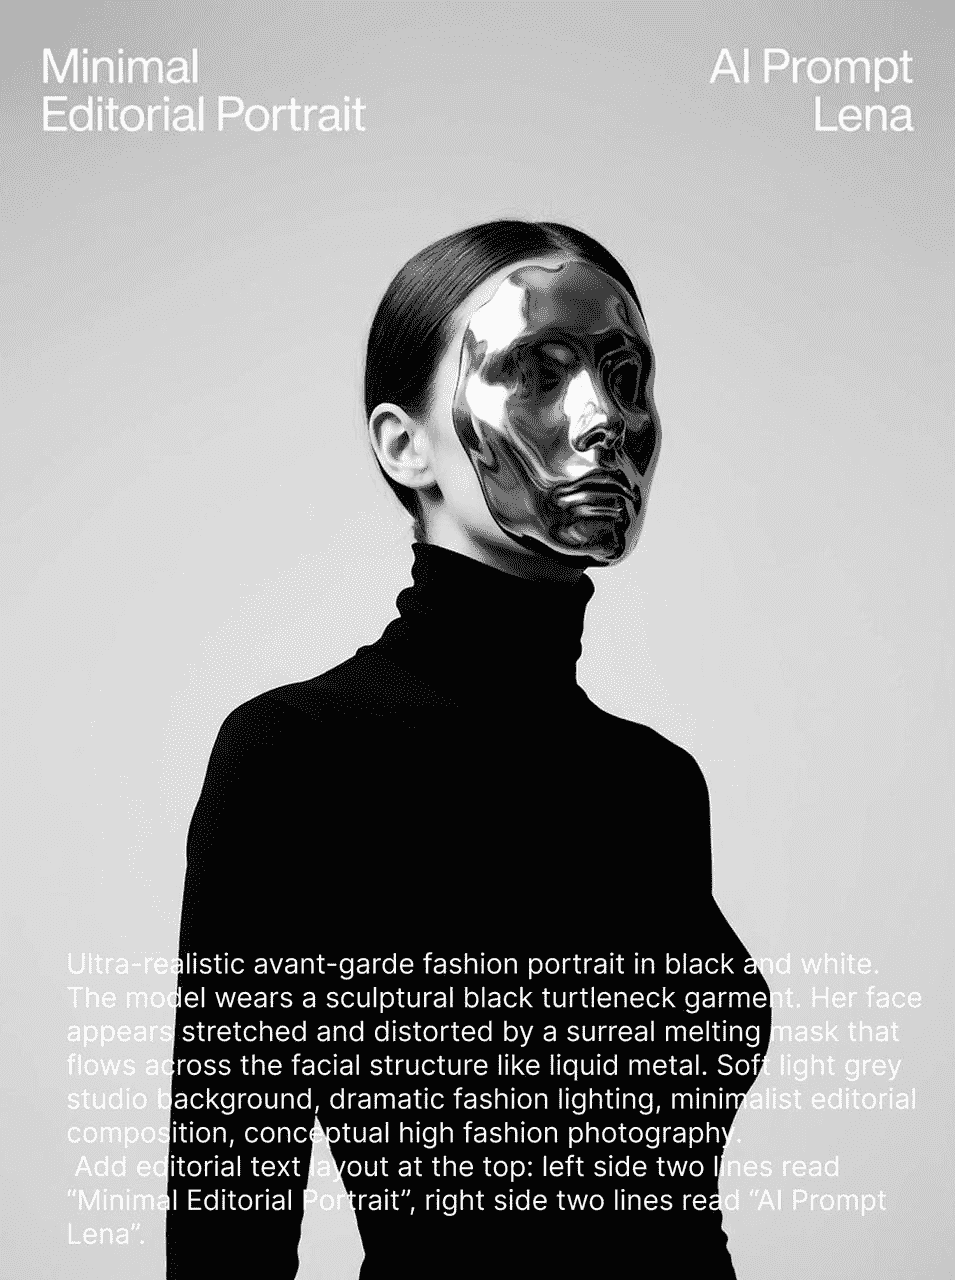 Minimal
Editorial Portrait
AI Prompt
Lena
Ultra-realistic avant-garde fashion portrait in black and white.
The model wears a sculptural black turtleneck garment. Her face
appears stretched and distorted by a surreal melting mask that
flows across the facial structure like liquid metal. Soft light grey
studio background, dramatic fashion lighting, minimalist editorial
composition, conceptual high fashion photography.
Add editorial text layout at the top: left side two lines read
“Minimal Editorial Portrait”, right side two lines read “AI Prompt
Lena”.